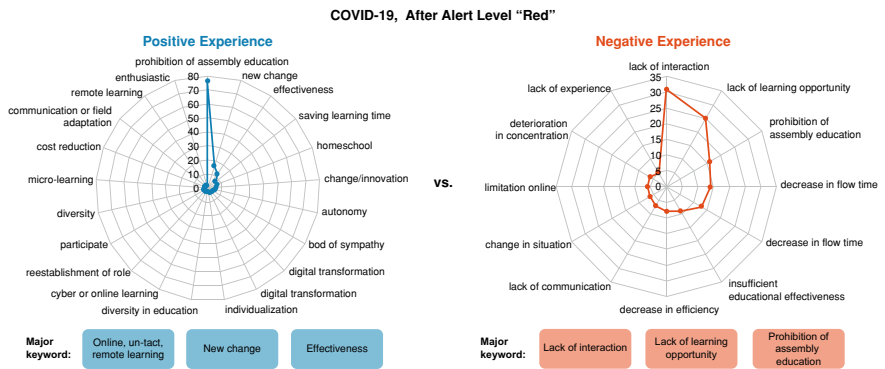 COVID-19, After Alert Level “Red”
Positive Experience
prohibition of assembly education
new change
effectiveness
saving learning time
homeschool
change/innovation
autonomy
bod of sympathy
digital transformation
digital transformation
individualization
diversity in education
cyber or online learning
reestablishment of role
participate
diversity
micro-learning
cost reduction
communication or field
adaptation
remote learning
enthusiastic
80
70
60
50
40
30
20
10
0
vs.
Negative Experience
lack of interaction
lack of learning opportunity
prohibition of
assembly education
decrease in flow time
decrease in flow time
insufficient
educational effectiveness
decrease in efficiency
lack of communication
change in situation
limitation online
deterioration
in concentration
lack of experience
35
30
25
20
15
10
5
0
Major
keyword:
Online, un-tact,
remote learning
New change
Effectiveness
Major
keyword:
Lack of interaction
Lack of learning
opportunity
Prohibition of
assembly
education